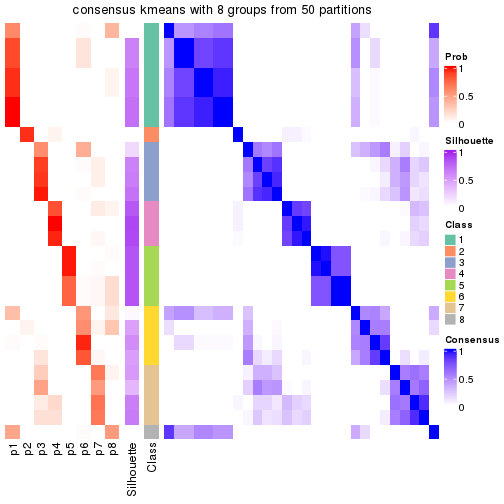 consensus kmeans with 8 groups from 50 partitions
Prob
1
0.5
0
Silhouette
1
0.5
0
Class
1
2
3
4
5
6
7
8
Consensus
1
0.5
0
p1
p2
p3
p4
p5
p6
p7
p8
Silhouette
Class